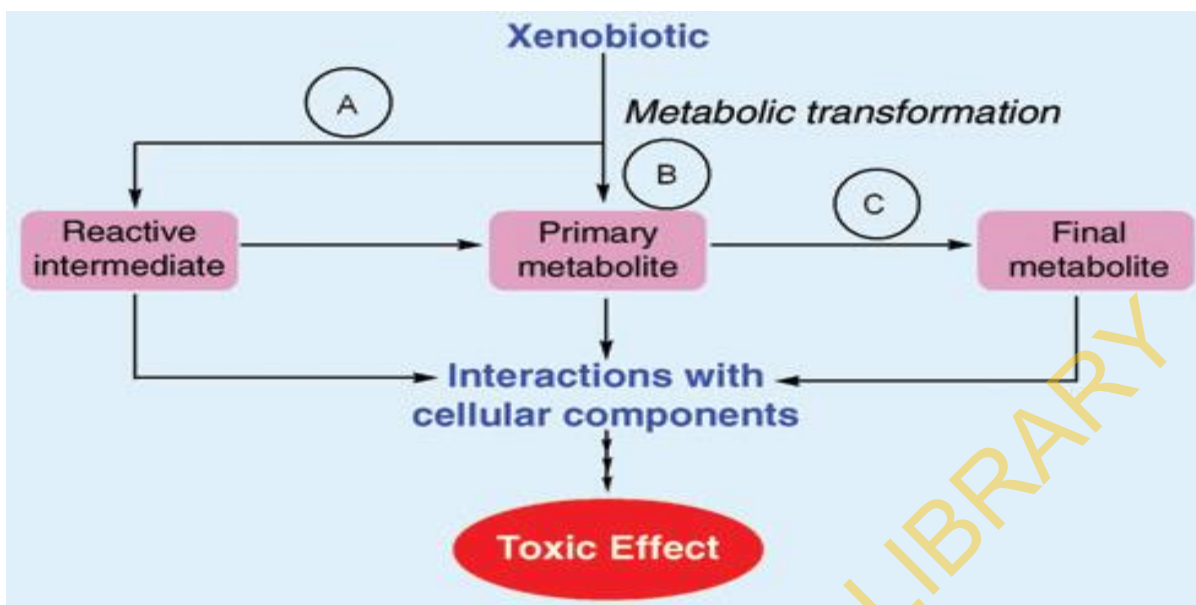 Xenobiotic
A
Metabolic transformation
B
C
Reactive
intermediate
Primary
metabolite
Final
metabolite
Interactions with
cellular components
Toxic Effect
LIBRARY